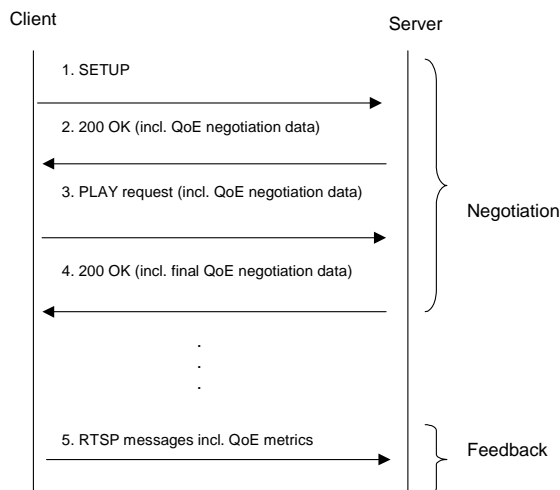 Client
Server
1. SETUP
2. 200 OK (incl. QoE negotiation data)
3. PLAY request (incl. QoE negotiation data)
Negotiation
4. 200 OK (incl. final QoE negotiation data)
.
.
.
5. RTSP messages incl. QoE metrics
Feedback